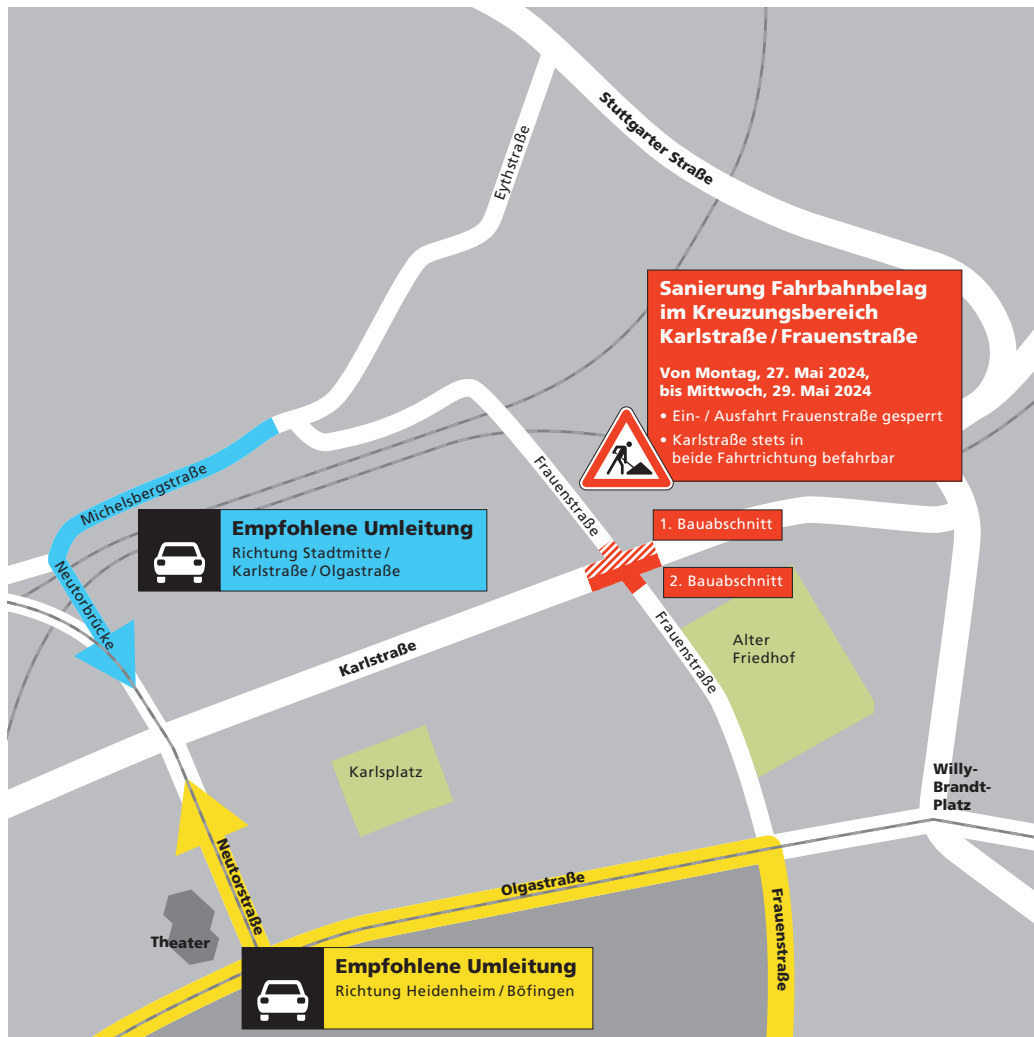 Stuttgarter Straße
Eythstraße
Sanierung Fahrbahnbelag
im Kreuzungsbereich
Karlstraße / Frauenstraße
Von Montag, 27. Mai 2024,
bis Mittwoch, 29. Mai 2024
• Ein- / Ausfahrt Frauenstraße gesperrt
• Karlstraße stets in
beide Fahrtrichtung befahrbar
Michelsbergstraße
Frauenstraße
Empfohlene Umleitung
Richtung Stadtmitte /
Karlstraße / Olgastraße
1. Bauabschnitt
2. Bauabschnitt
Neutorbrücke
Karlstraße
Frauenstraße
Alter
Friedhof
Karlsplatz
Willy-
Brandt-
Platz
Neutorstraße
Olgastraße
Frauenstraße
Theater
Empfohlene Umleitung
Richtung Heidenheim / Böfingen